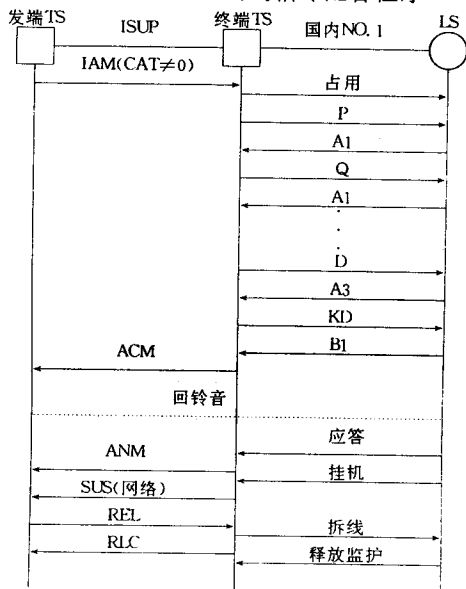 发端TS ISUP 终端TS 国内NO.1 LS
IAM(CAT≠0)
占用
P
A1
Q
A1
D
A3
KD
B1
ACM
回铃音
应答
ANM
挂机
SUS(网络)
REL
拆线
RLC
释放监护